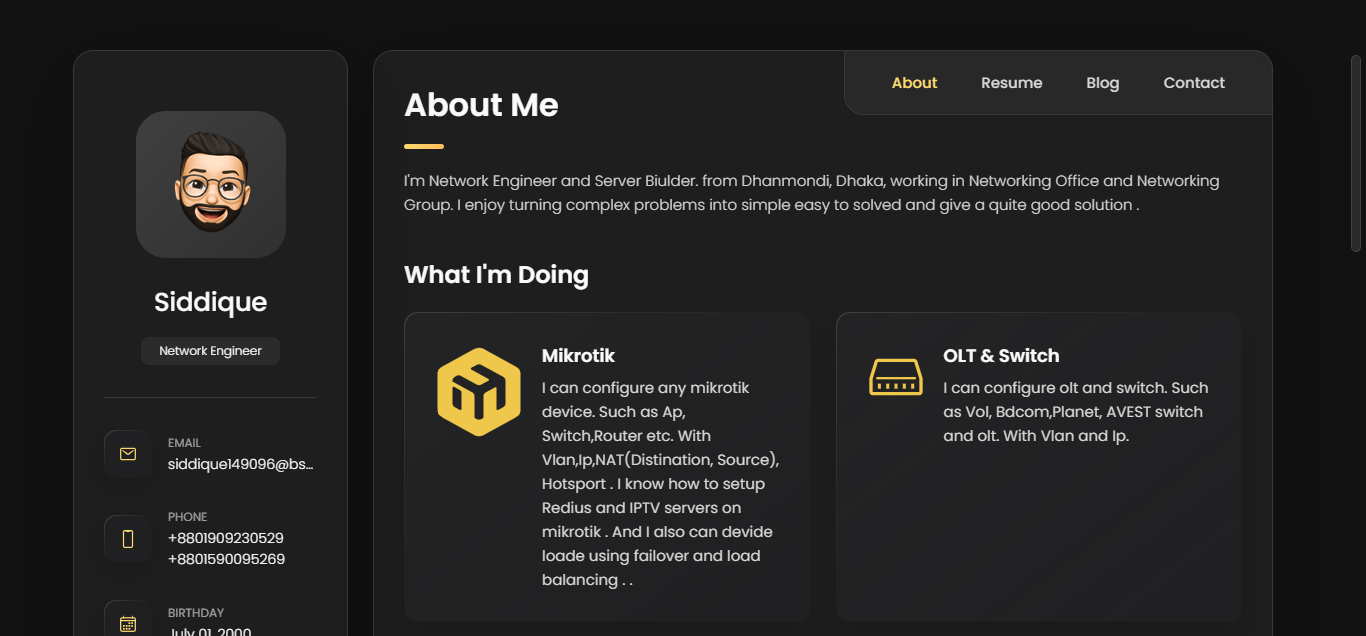 About Resume Blog Contact
About Me
I'm Network Engineer and Server Biulder. from Dhanmondi, Dhaka, working in Networking Office and Networking
Group. I enjoy turning complex problems into simple easy to solved and give a quite good solution .
Siddique
Network Engineer
EMAIL
siddique149096@bs...
PHONE
+8801909230529
+8801590095269
BIRTHDAY
July 01, 2000
What I'm Doing
Mikrotik
I can configure any mikrotik
device. Such as Ap,
Switch,Router etc. With
Vlan,Ip,NAT(Distination, Source),
Hotsport . I know how to setup
Redius and IPTV servers on
mikrotik . And I also can devide
loade using failover and load
balancing . .
OLT & Switch
I can configure olt and switch. Such
as Vol, Bdcom,Planet, AVEST switch
and olt. With Vlan and Ip.